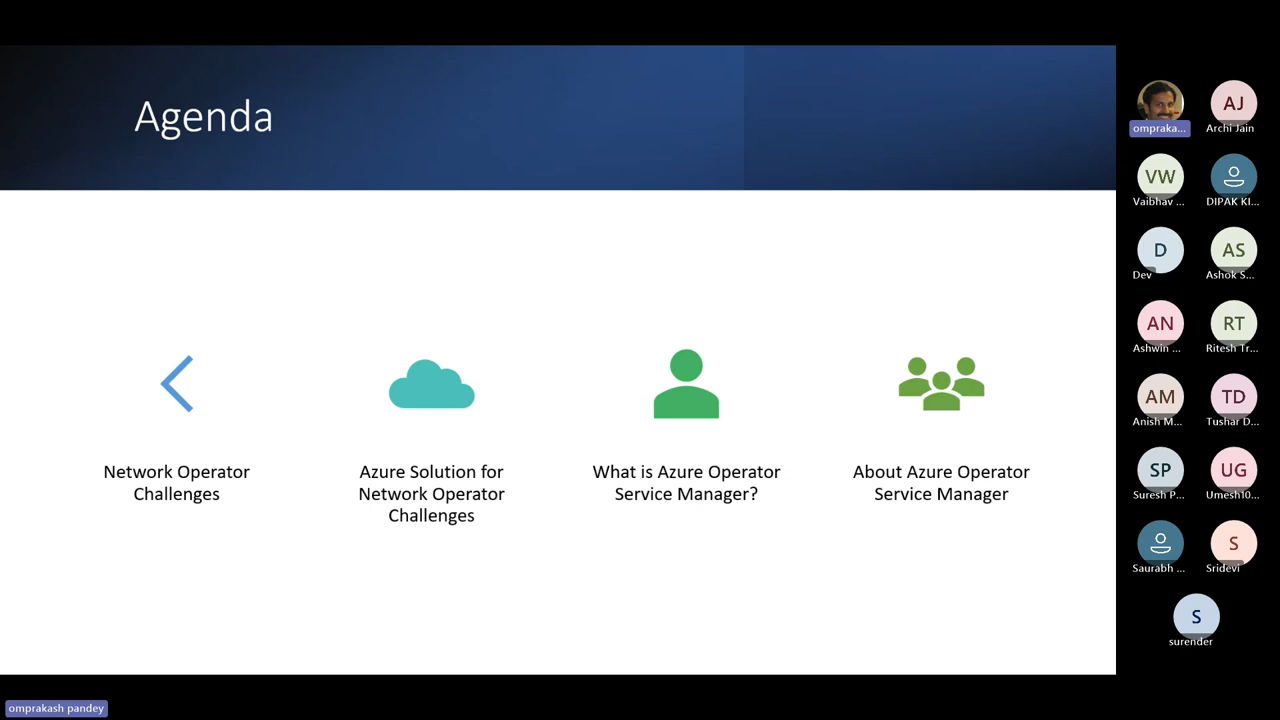 Agenda
Network Operator
Challenges
Azure Solution for
Network Operator
Challenges
What is Azure Operator
Service Manager?
About Azure Operator
Service Manager
ompraka...
AJ
Archi Jain
VW
Vaibhav ...
DIPAK KI...
D
Dev
AS
Ashok S...
AN
Ashwin ...
RT
Ritesh Tr...
AM
Anish M...
TD
Tushar D...
SP
Suresh P...
UG
Umesh10...
Saurabh ...
S
Sridevi
S
surender
omprakash pandey